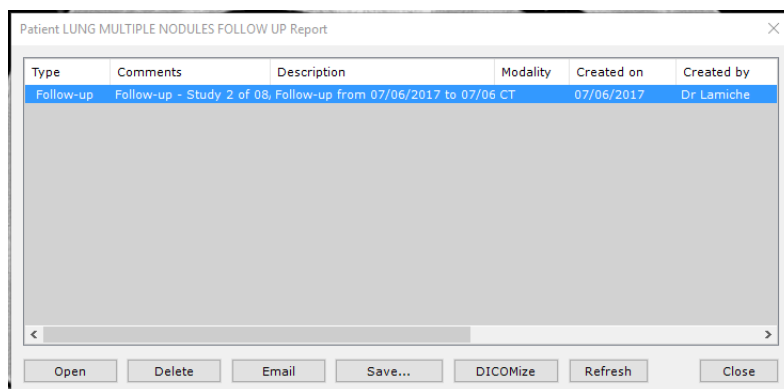 Patient LUNG MULTIPLE NODULES FOLLOW UP Report
Type Comments Description Modality Created on Created by
Follow-up Follow-up - Study 2 of 08, Follow-up from 07/06/2017 to 07/06 CT 07/06/2017 Dr Lamiche
Open Delete Email Save... DICOMize Refresh Close